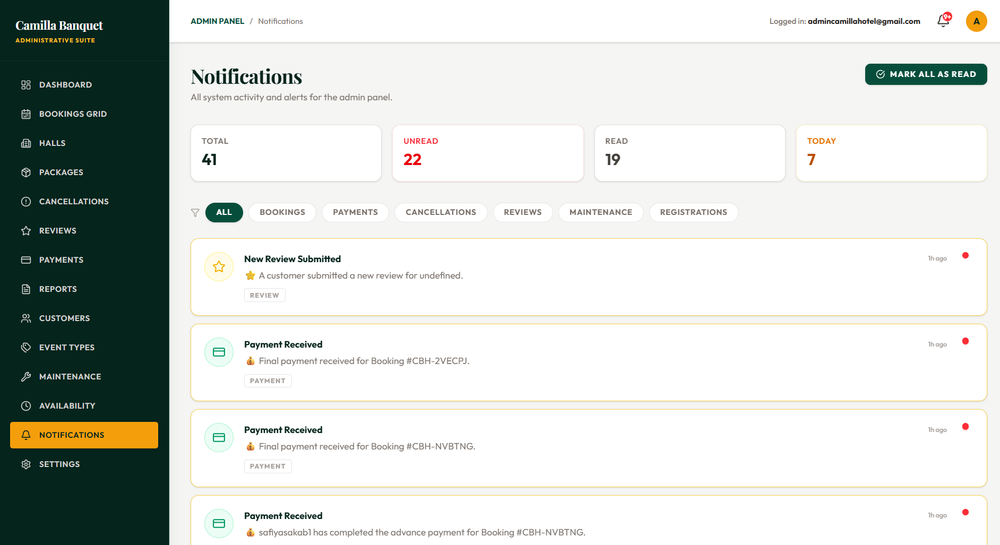 Camilla Banquet
ADMINISTRATIVE SUITE
DASHBOARD
BOOKINGS GRID
HALLS
PACKAGES
CANCELLATIONS
REVIEWS
PAYMENTS
REPORTS
CUSTOMERS
EVENT TYPES
MAINTENANCE
AVAILABILITY
NOTIFICATIONS
SETTINGS
ADMIN PANEL / Notifications
Logged in: admincamillahotel@gmail.com
9+
A
Notifications
All system activity and alerts for the admin panel.
MARK ALL AS READ
TOTAL
41
UNREAD
22
READ
19
TODAY
7
ALL
BOOKINGS
PAYMENTS
CANCELLATIONS
REVIEWS
MAINTENANCE
REGISTRATIONS
New Review Submitted
1h ago
⭐ A customer submitted a new review for undefined.
REVIEW
Payment Received
1h ago
💰 Final payment received for Booking #CBH-2VECPJ.
PAYMENT
Payment Received
1h ago
💰 Final payment received for Booking #CBH-NVBTNG.
PAYMENT
Payment Received
1h ago
💰 safiyasakab1 has completed the advance payment for Booking #CBH-NVBTNG.